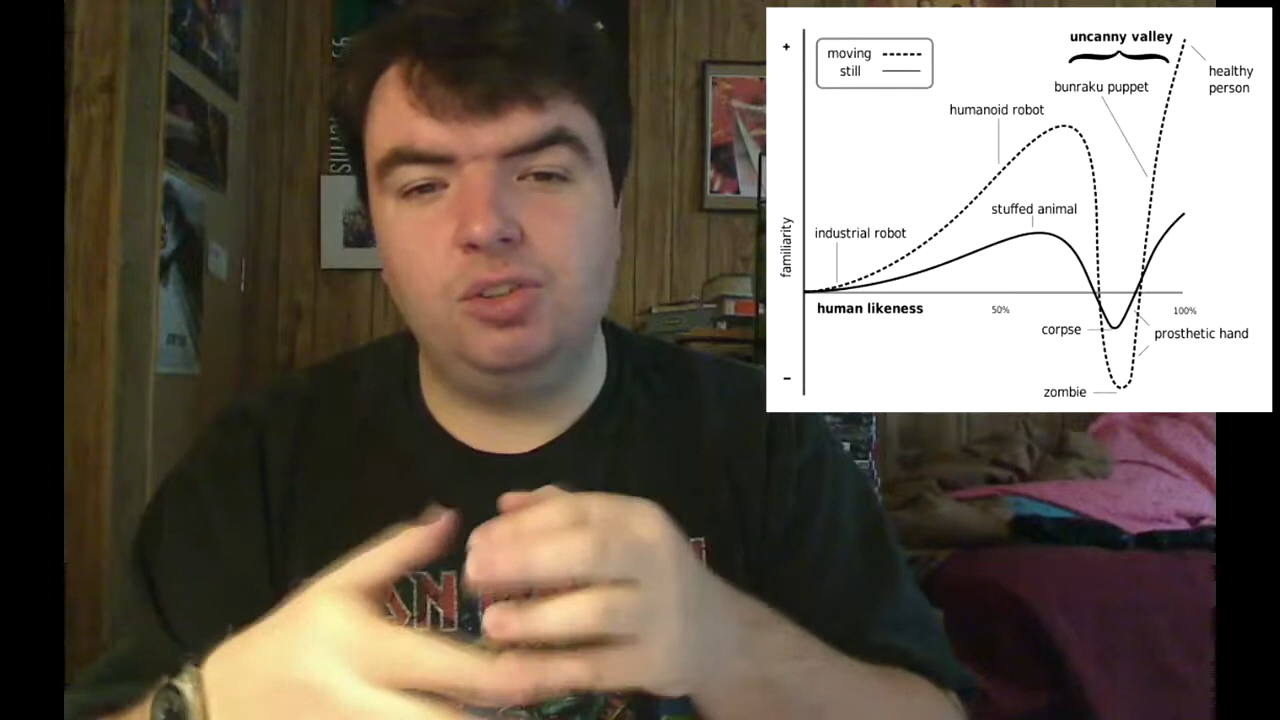 uncanny valley
+
moving
still
healthy
person
bunraku puppet
humanoid robot
stuffed animal
industrial robot
familiarity
human likeness
50%
100%
corpse
prosthetic hand
–
zombie